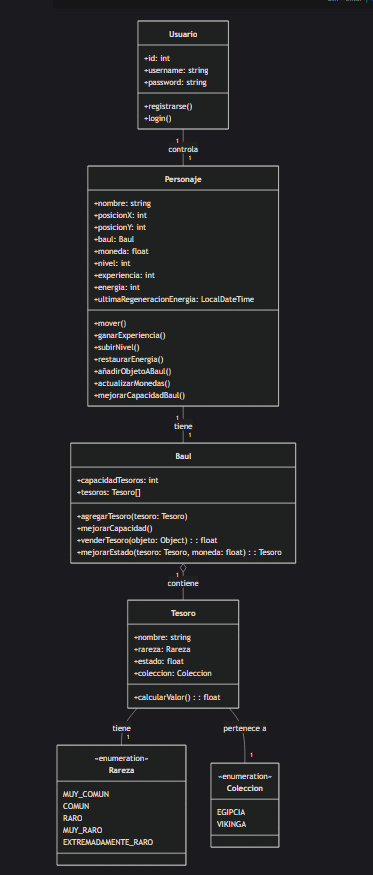 Usuario
+id: int
+username: string
+password: string
+registrarse()
+login()
1
controla
1
Personaje
+nombre: string
+posicionX: int
+posicionY: int
+baul: Baul
+moneda: float
+nivel: int
+experiencia: int
+energia: int
+ultimaRegeneracionEnergia: LocalDateTime
+mover()
+ganarExperiencia()
+subirNivel()
+restaurarEnergia()
+añadirObjetoABaul()
+actualizarMonedas()
+mejorarCapacidadBaul()
1
tiene
1
Baul
+capacidadTesoros: int
+tesoros: Tesoro[]
+agregarTesoro(tesoro: Tesoro)
+mejorarCapacidad()
+venderTesoro(objeto: Object) : : float
+mejorarEstado(tesoro: Tesoro, moneda: float) : : Tesoro
1
contiene
Tesoro
+nombre: string
+rareza: Rareza
+estado: float
+coleccion: Coleccion
+calcularValor() : : float
tiene
1
pertenece a
1
«enumeration»
Rareza
MUY_COMUN
COMUN
RARO
MUY_RARO
EXTREMADAMENTE_RARO
«enumeration»
Coleccion
EGIPCIA
VIKINGA